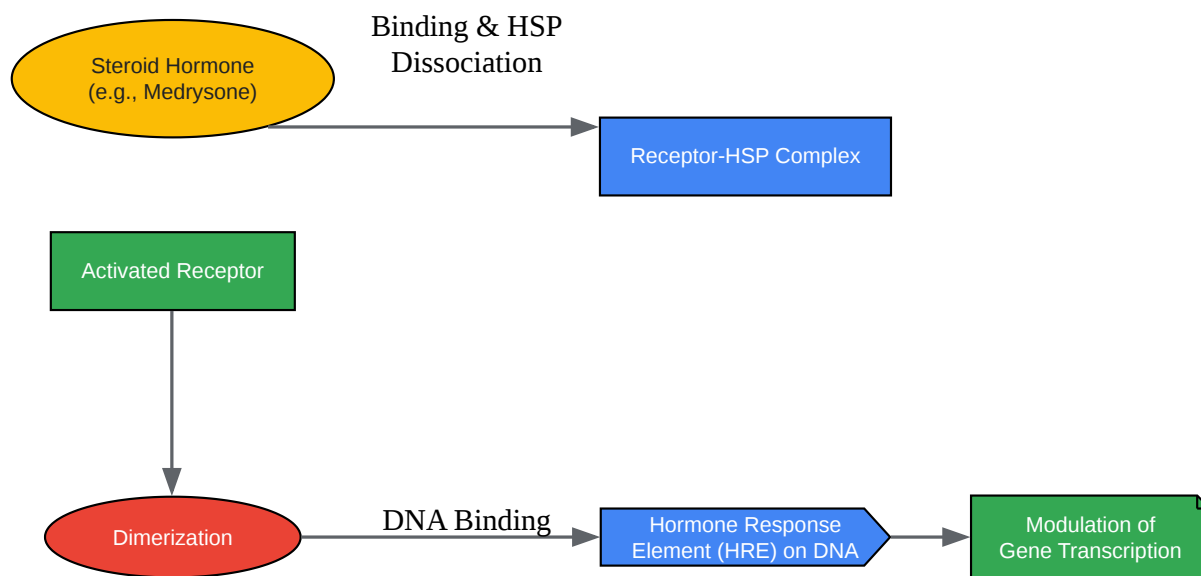 Binding & HSP
Dissociation
Steroid Hormone
(e.g., Medrysone)
Receptor-HSP Complex
Activated Receptor
Dimerization
DNA Binding
Hormone Response
Element (HRE) on DNA
Modulation of
Gene Transcription